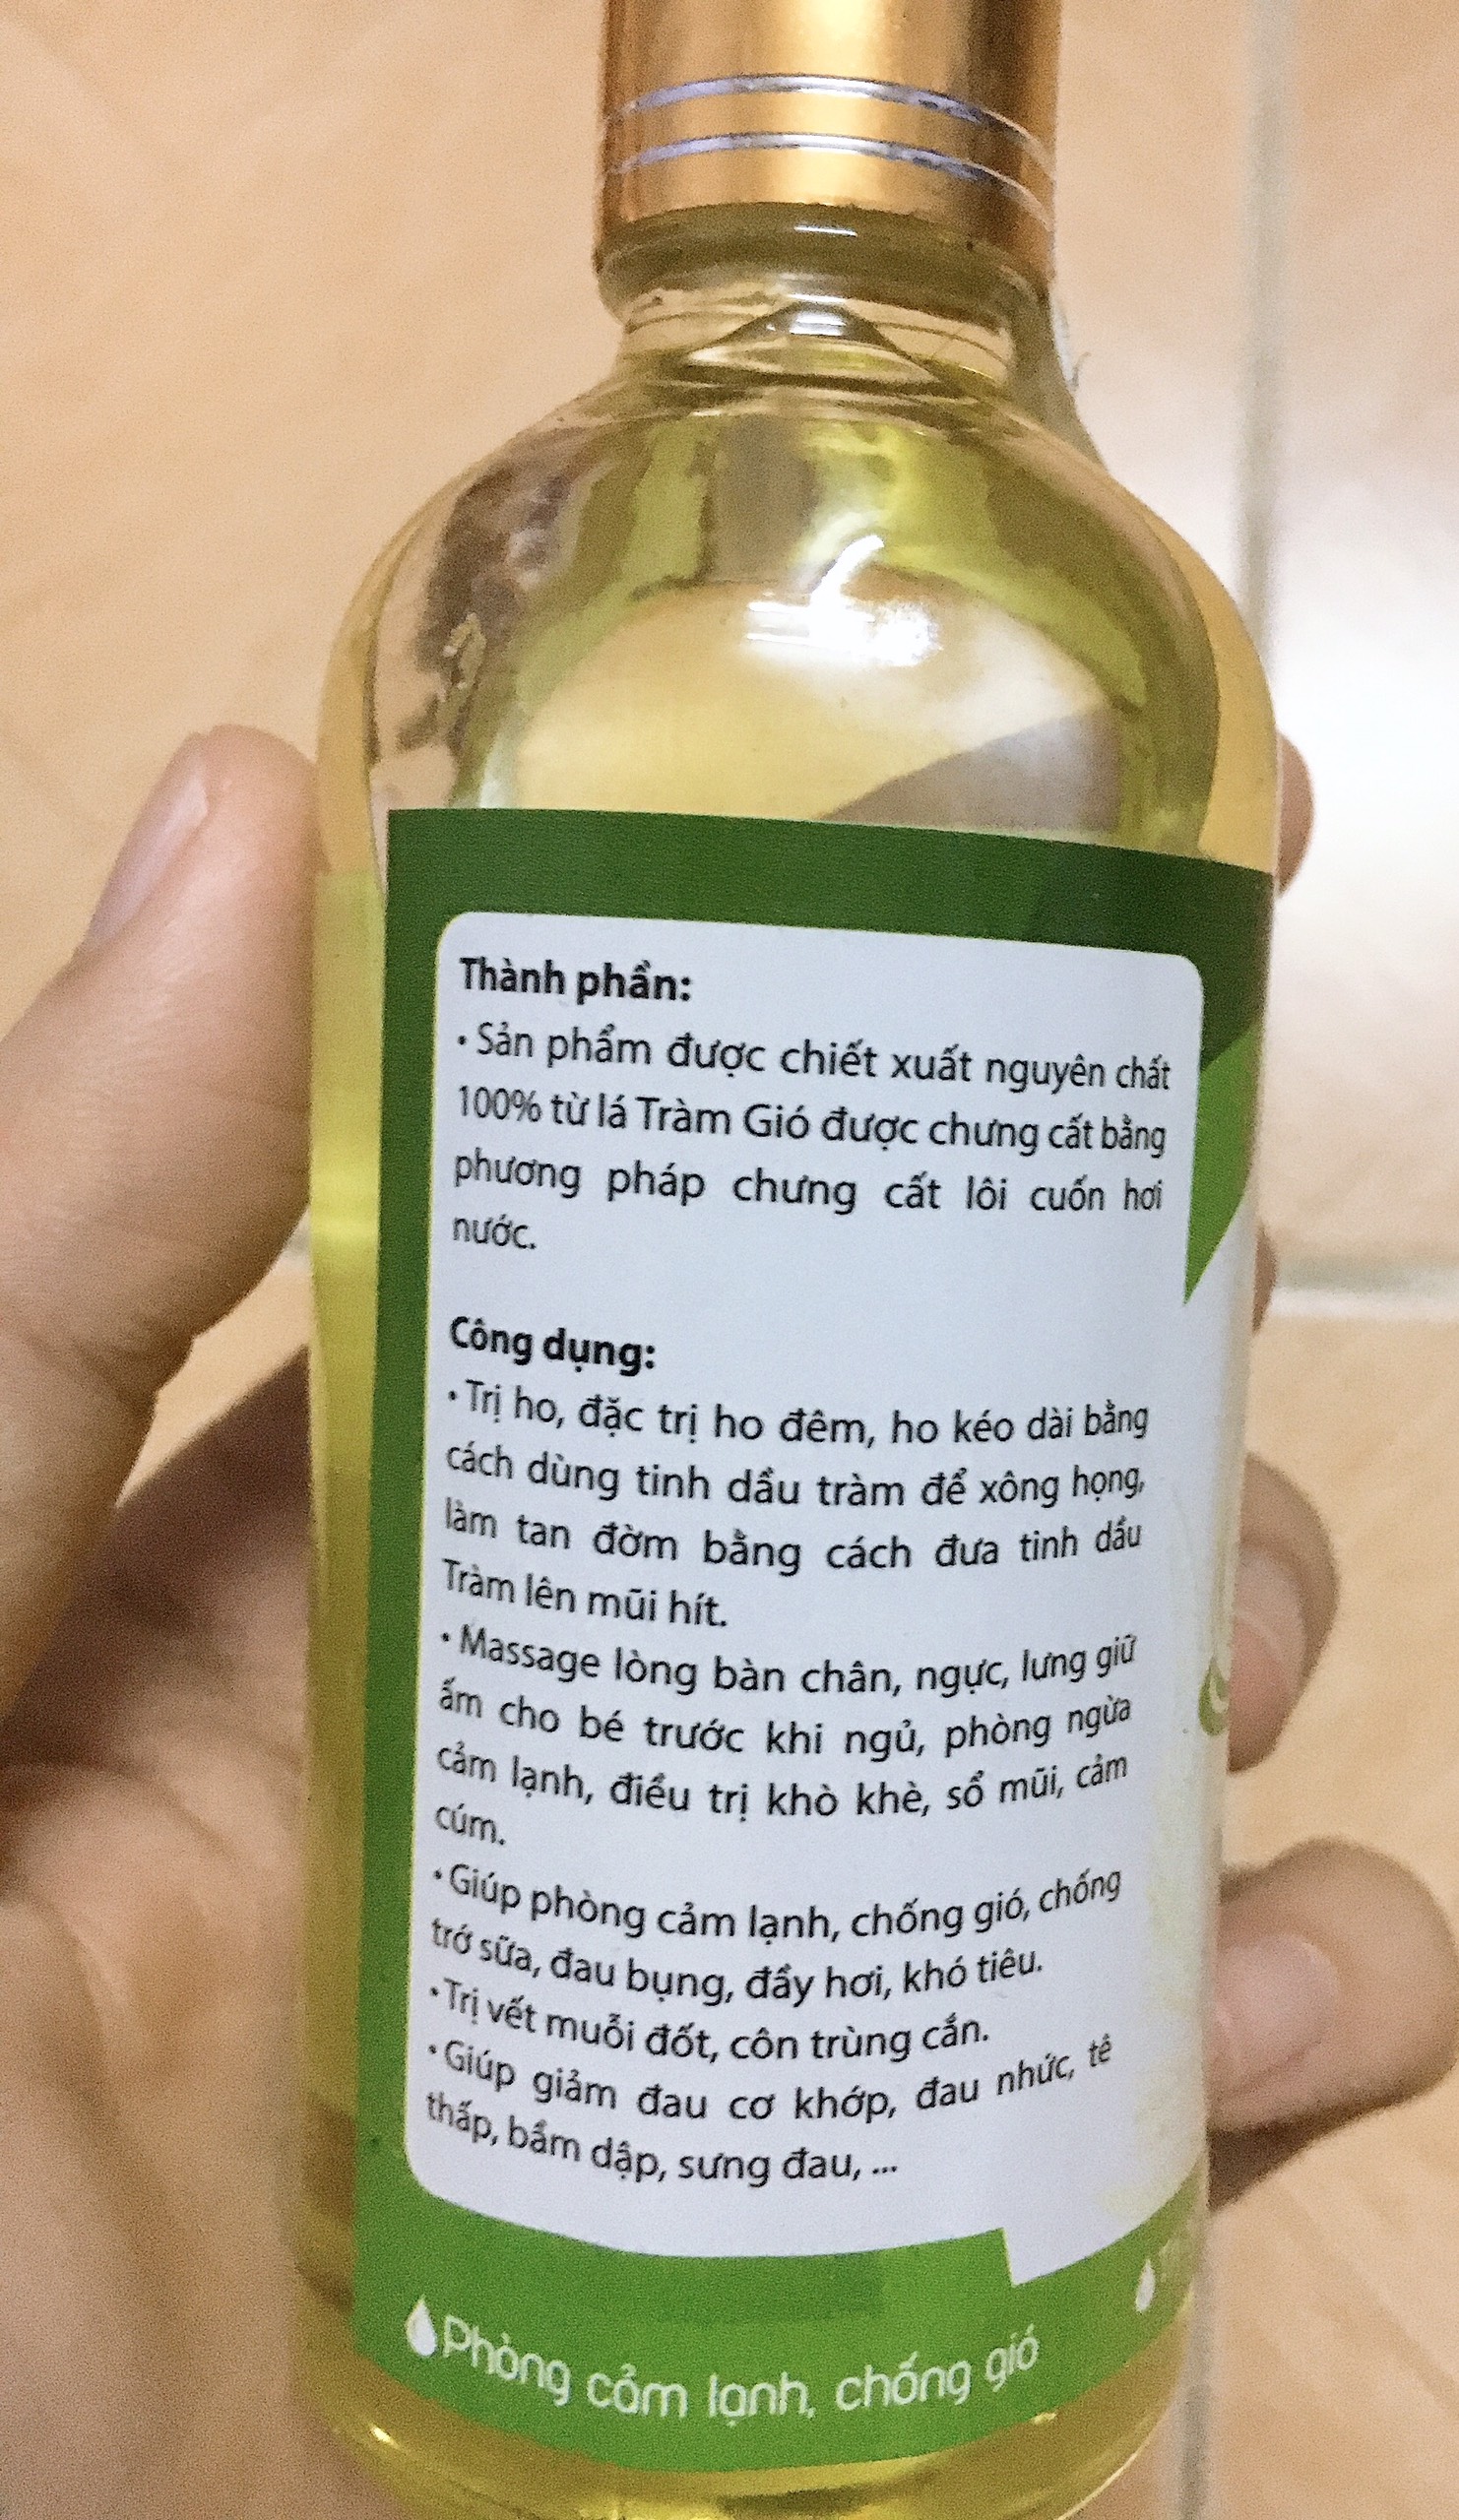 Thành phần:
• Sản phẩm được chiết xuất nguyên chất
100% từ lá Tràm Gió được chưng cất bằng
phương pháp chưng cất lôi cuốn hơi
nước.
Công dụng:
• Trị ho, đặc trị ho đêm, ho kéo dài bằng
cách dùng tinh dầu tràm để xông họng,
làm tan đờm bằng cách đưa tinh dầu
Tràm lên mũi hít.
• Massage lòng bàn chân, ngực, lưng giữ
ấm cho bé trước khi ngủ, phòng ngừa
cảm lạnh, điều trị khò khè, sổ mũi, cảm
cúm.
• Giúp phòng cảm lạnh, chống gió, chống
trớ sữa, đau bụng, đầy hơi, khó tiêu.
• Trị vết muỗi đốt, côn trùng cắn.
• Giúp giảm đau cơ khớp, đau nhức, tê
thấp, bầm dập, sưng đau, ...
Phòng cảm lạnh, chống gió